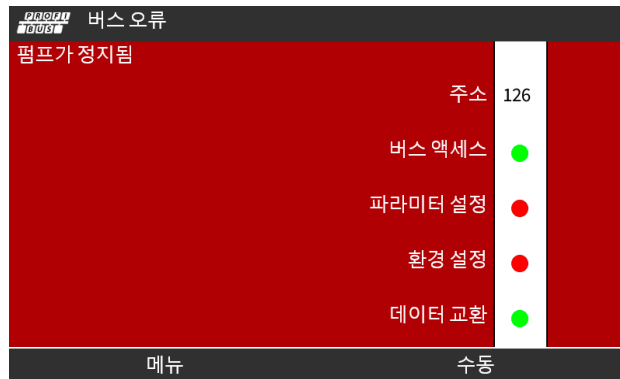 PROFI BUS 버스 오류
펌프가 정지됨
주소 126
버스 액세스
파라미터 설정
환경 설정
데이터 교환
메뉴 수동